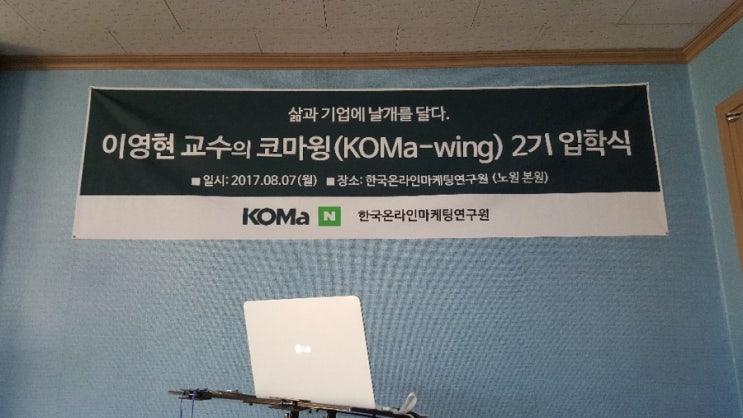 삶과 기업에 날개를 달다.
이영현 교수의 코마윙(KOMa-wing) 2기 입학식
■ 일시: 2017.08.07(월) ■ 장소: 한국온라인마케팅연구원 (노원 본원)
KOMa N 한국온라인마케팅연구원
LG